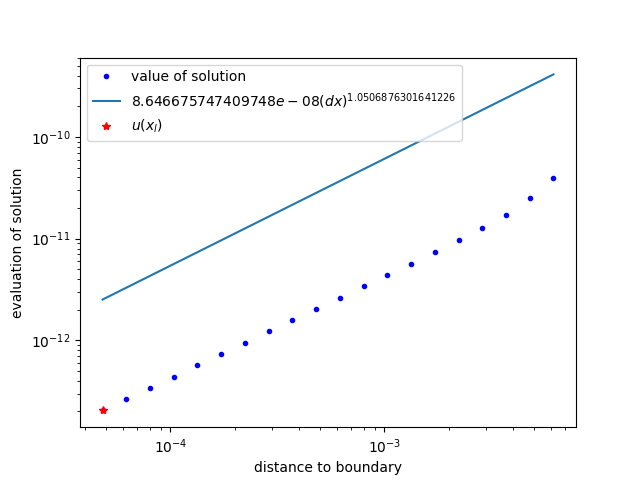 value of solution
8.646675747409748e − 08(dx)^1.0506876301641226
u(x_l)
evaluation of solution
10^−10
10^−11
10^−12
10^−4
10^−3
distance to boundary